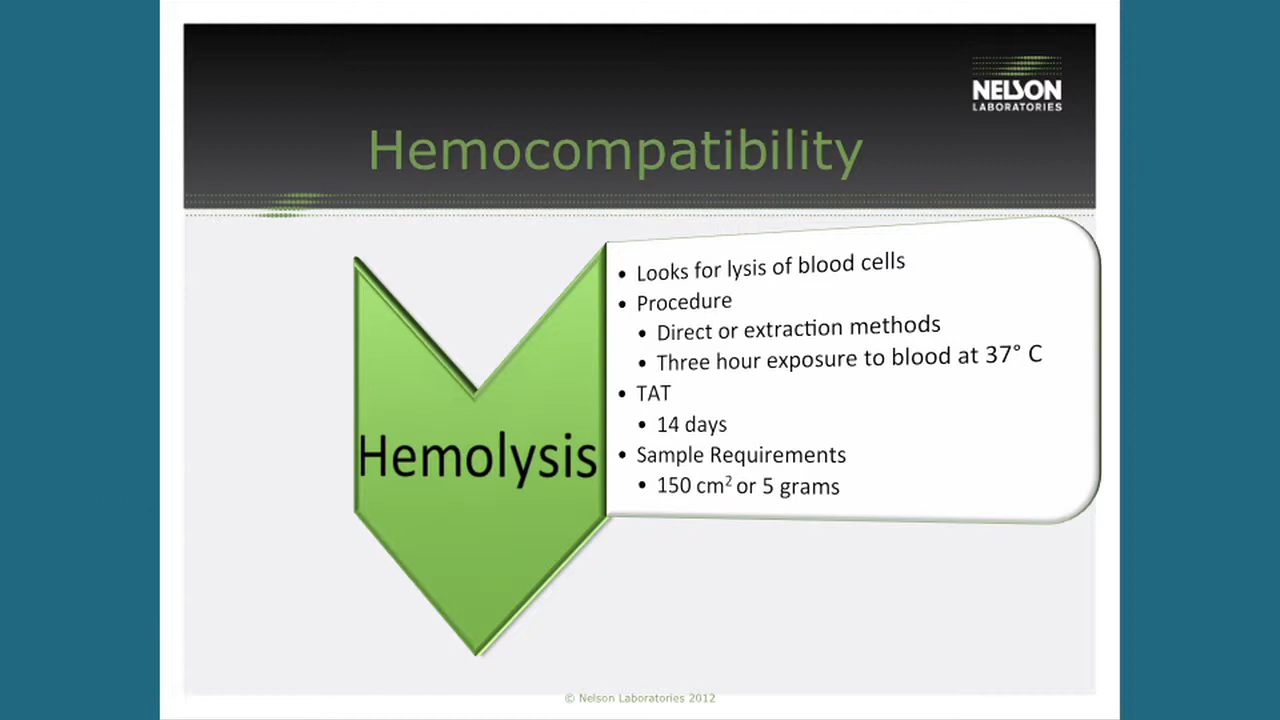 NELSON
LABORATORIES
Hemocompatibility
Hemolysis
• Looks for lysis of blood cells
• Procedure
• Direct or extraction methods
• Three hour exposure to blood at 37° C
• TAT
• 14 days
• Sample Requirements
• 150 cm² or 5 grams
© Nelson Laboratories 2012